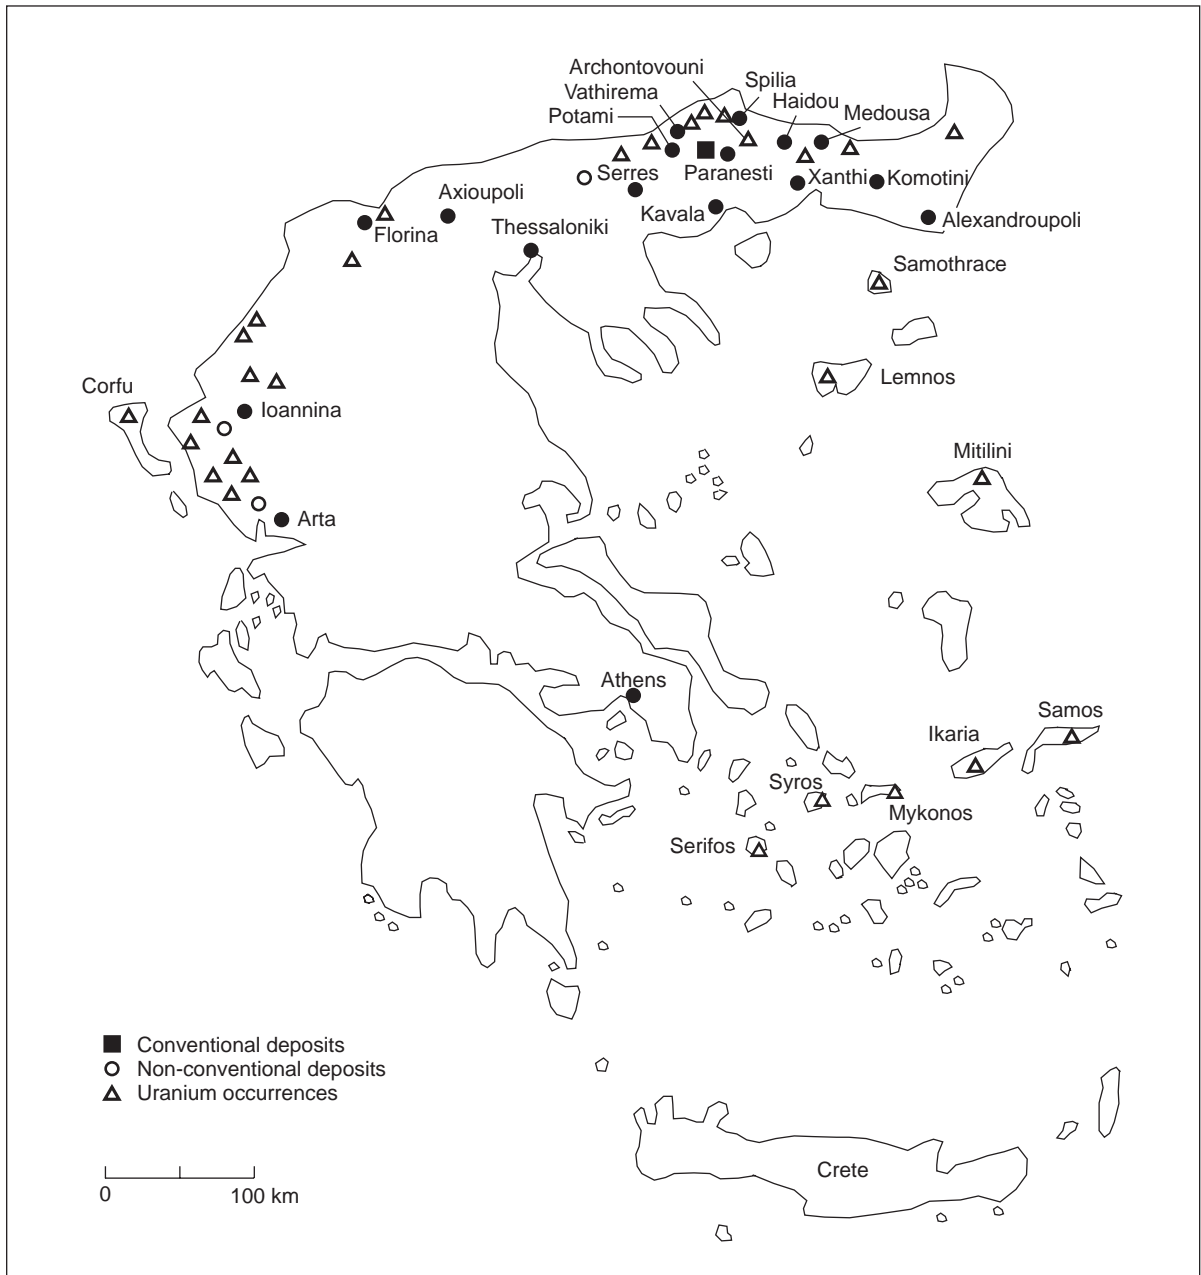 Archontovouni
Spilia
Vathirema
Haidou
Potami
Medousa
Serres
Paranesti
Xanthi
Komotini
Axioupoli
Kavala
Alexandroupoli
Florina
Thessaloniki
Samothrace
Corfu
Lemnos
Ioannina
Mitilini
Arta
Athens
Samos
Ikaria
Syros
Mykonos
Serifos
Conventional deposits
Non-conventional deposits
Uranium occurrences
Crete
0 100 km